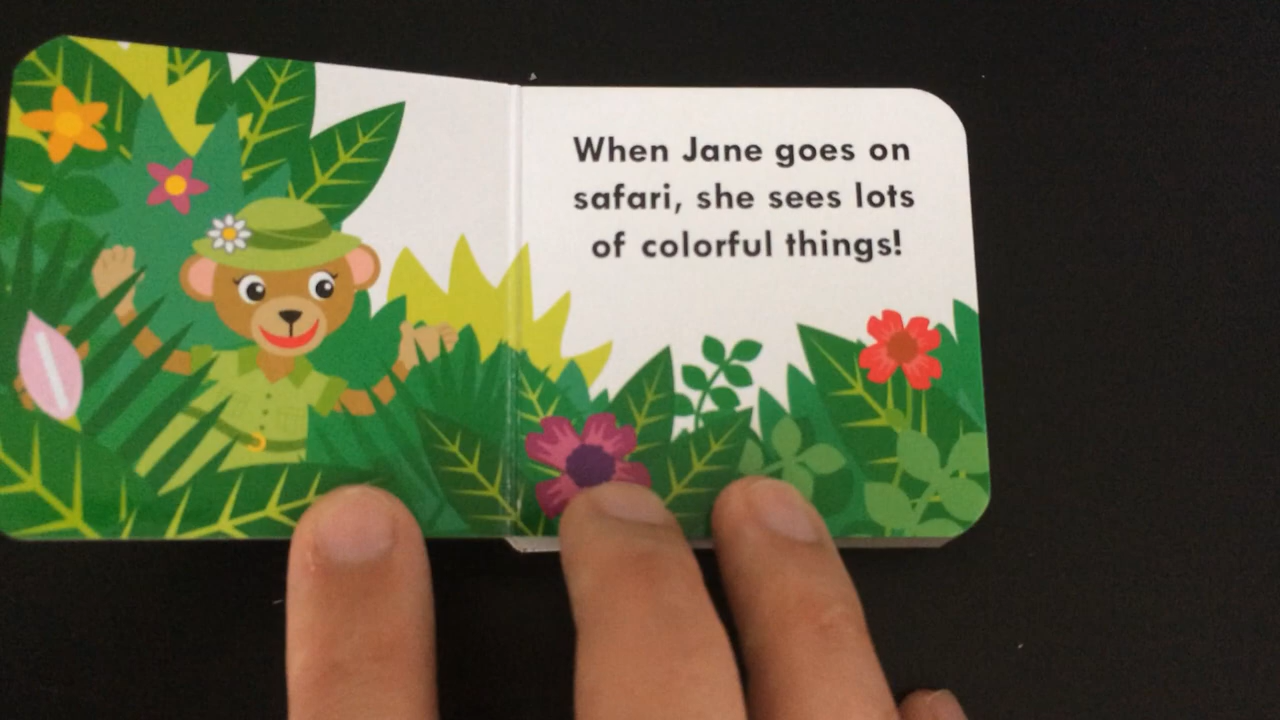 When Jane goes on
safari, she sees lots
of colorful things!